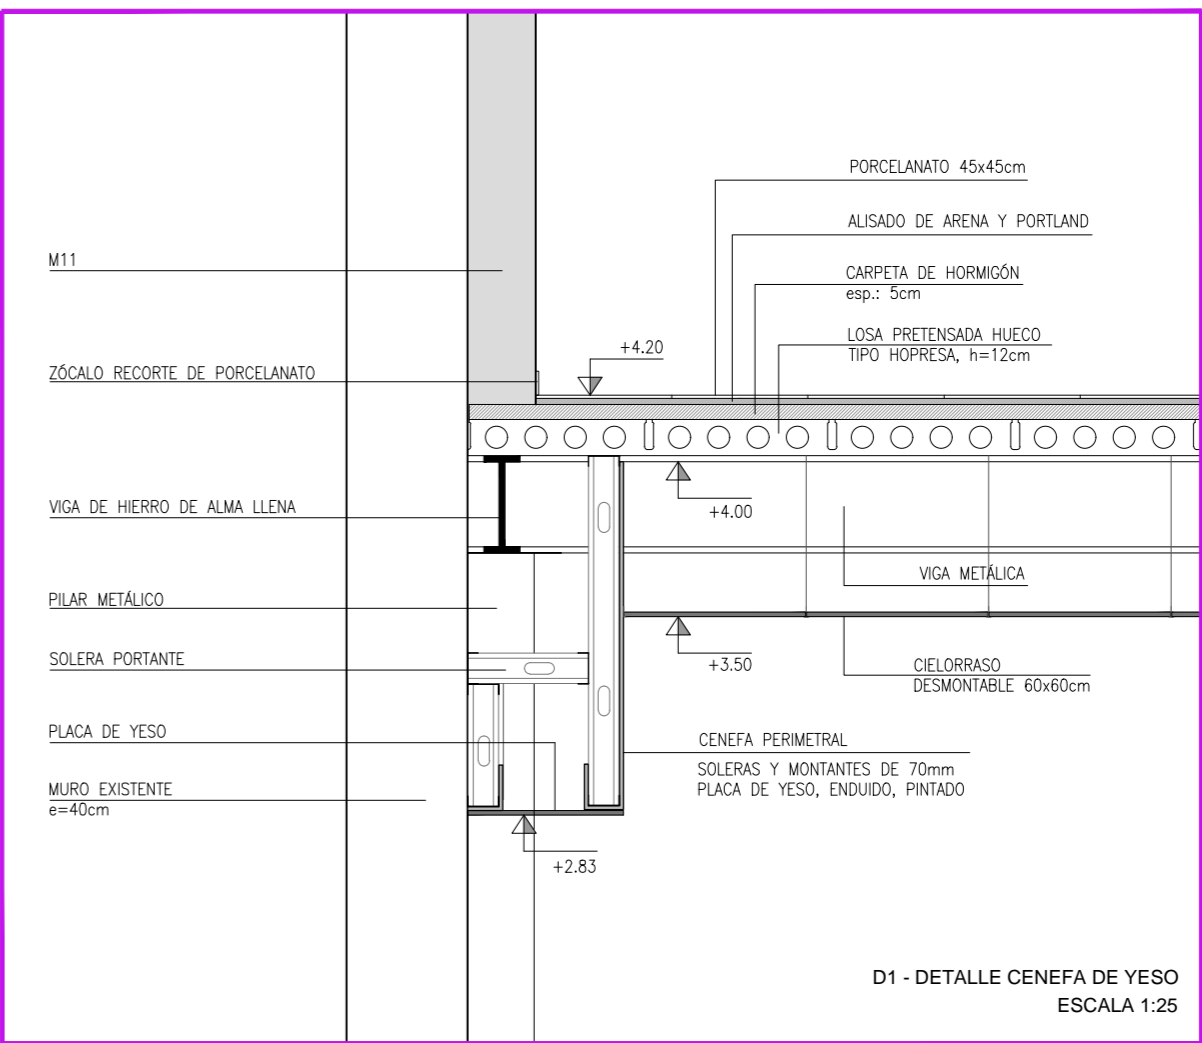 PORCELANATO 45x45cm
ALISADO DE ARENA Y PORTLAND
M11
CARPETA DE HORMIGÓN
esp.: 5cm
LOSA PRETENSADA HUECO
TIPO HOPRESA, h=12cm
+4.20
ZÓCALO RECORTE DE PORCELANATO
VIGA DE HIERRO DE ALMA LLENA
+4.00
VIGA METÁLICA
PILAR METÁLICO
SOLERA PORTANTE
+3.50
CIELORRASO
DESMONTABLE 60x60cm
PLACA DE YESO
CENEFA PERIMETRAL
SOLERAS Y MONTANTES DE 70mm
PLACA DE YESO, ENDUIDO, PINTADO
MURO EXISTENTE
e=40cm
+2.83
D1 - DETALLE CENEFA DE YESO
ESCALA 1:25